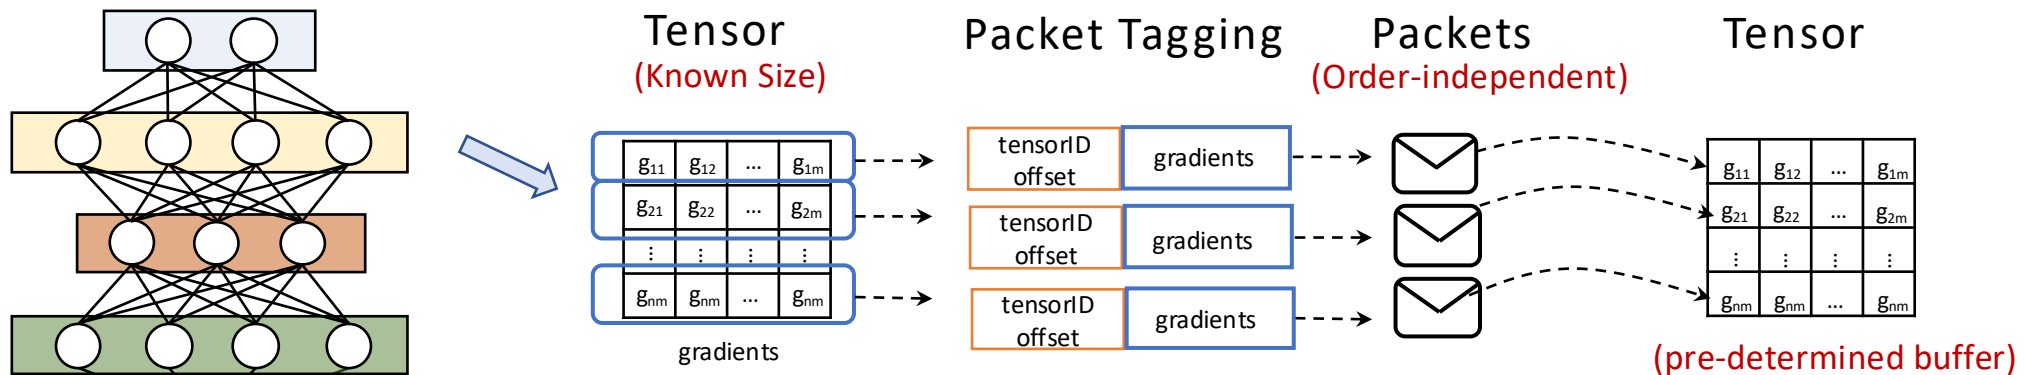 Tensor
(Known Size)
Packet Tagging
Packets
(Order-independent)
Tensor
g11 g12 ... g1m
g21 g22 ... g2m
⋮ ⋮ ⋮ ⋮
gnm gnm ... gnm
gradients
tensorID
offset
gradients
tensorID
offset
gradients
tensorID
offset
gradients
g11 g12 ... g1m
g21 g22 ... g2m
⋮ ⋮ ⋮ ⋮
gnm gnm ... gnm
(pre-determined buffer)